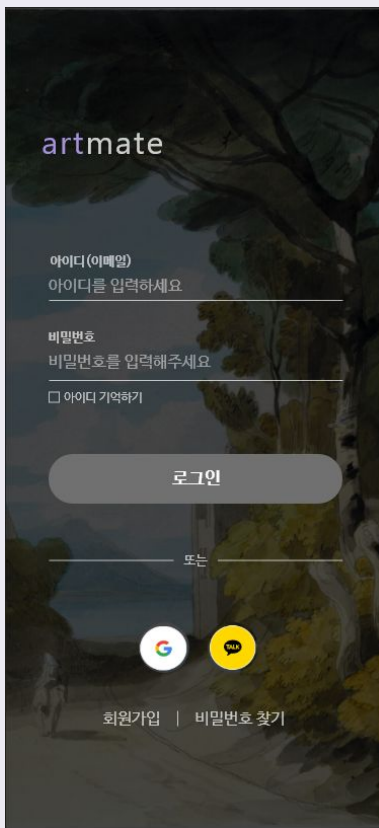 artmate
아이디(이메일)
아이디를 입력하세요
비밀번호
비밀번호를 입력해주세요
아이디 기억하기
로그인
또는
G TALK
회원가입 | 비밀번호 찾기